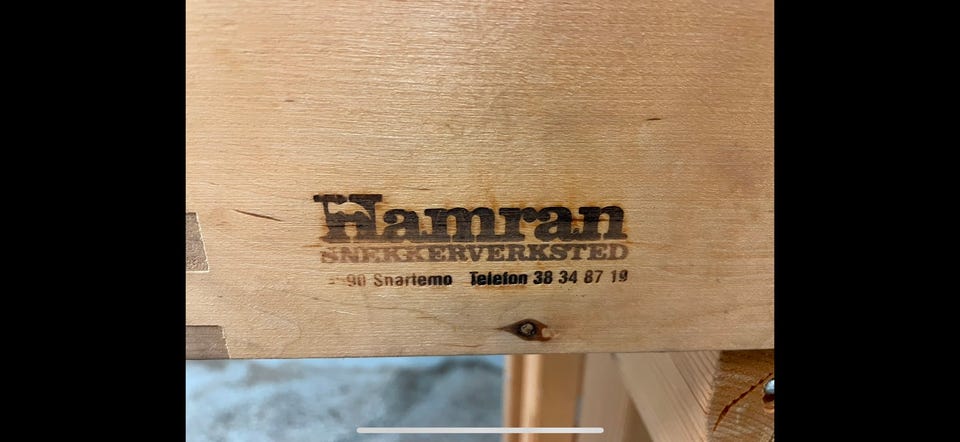 Hamran
SNEKKERVERKSTED
90 Snartemo Telefon 38 34 87 19